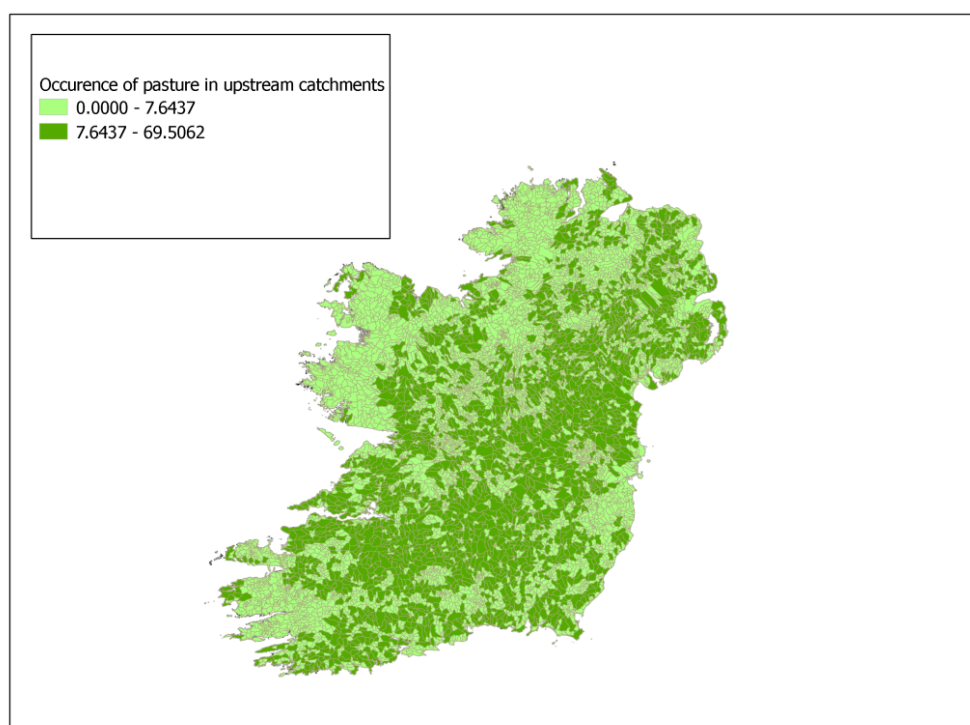 Occurence of pasture in upstream catchments
0.0000 - 7.6437
7.6437 - 69.5062